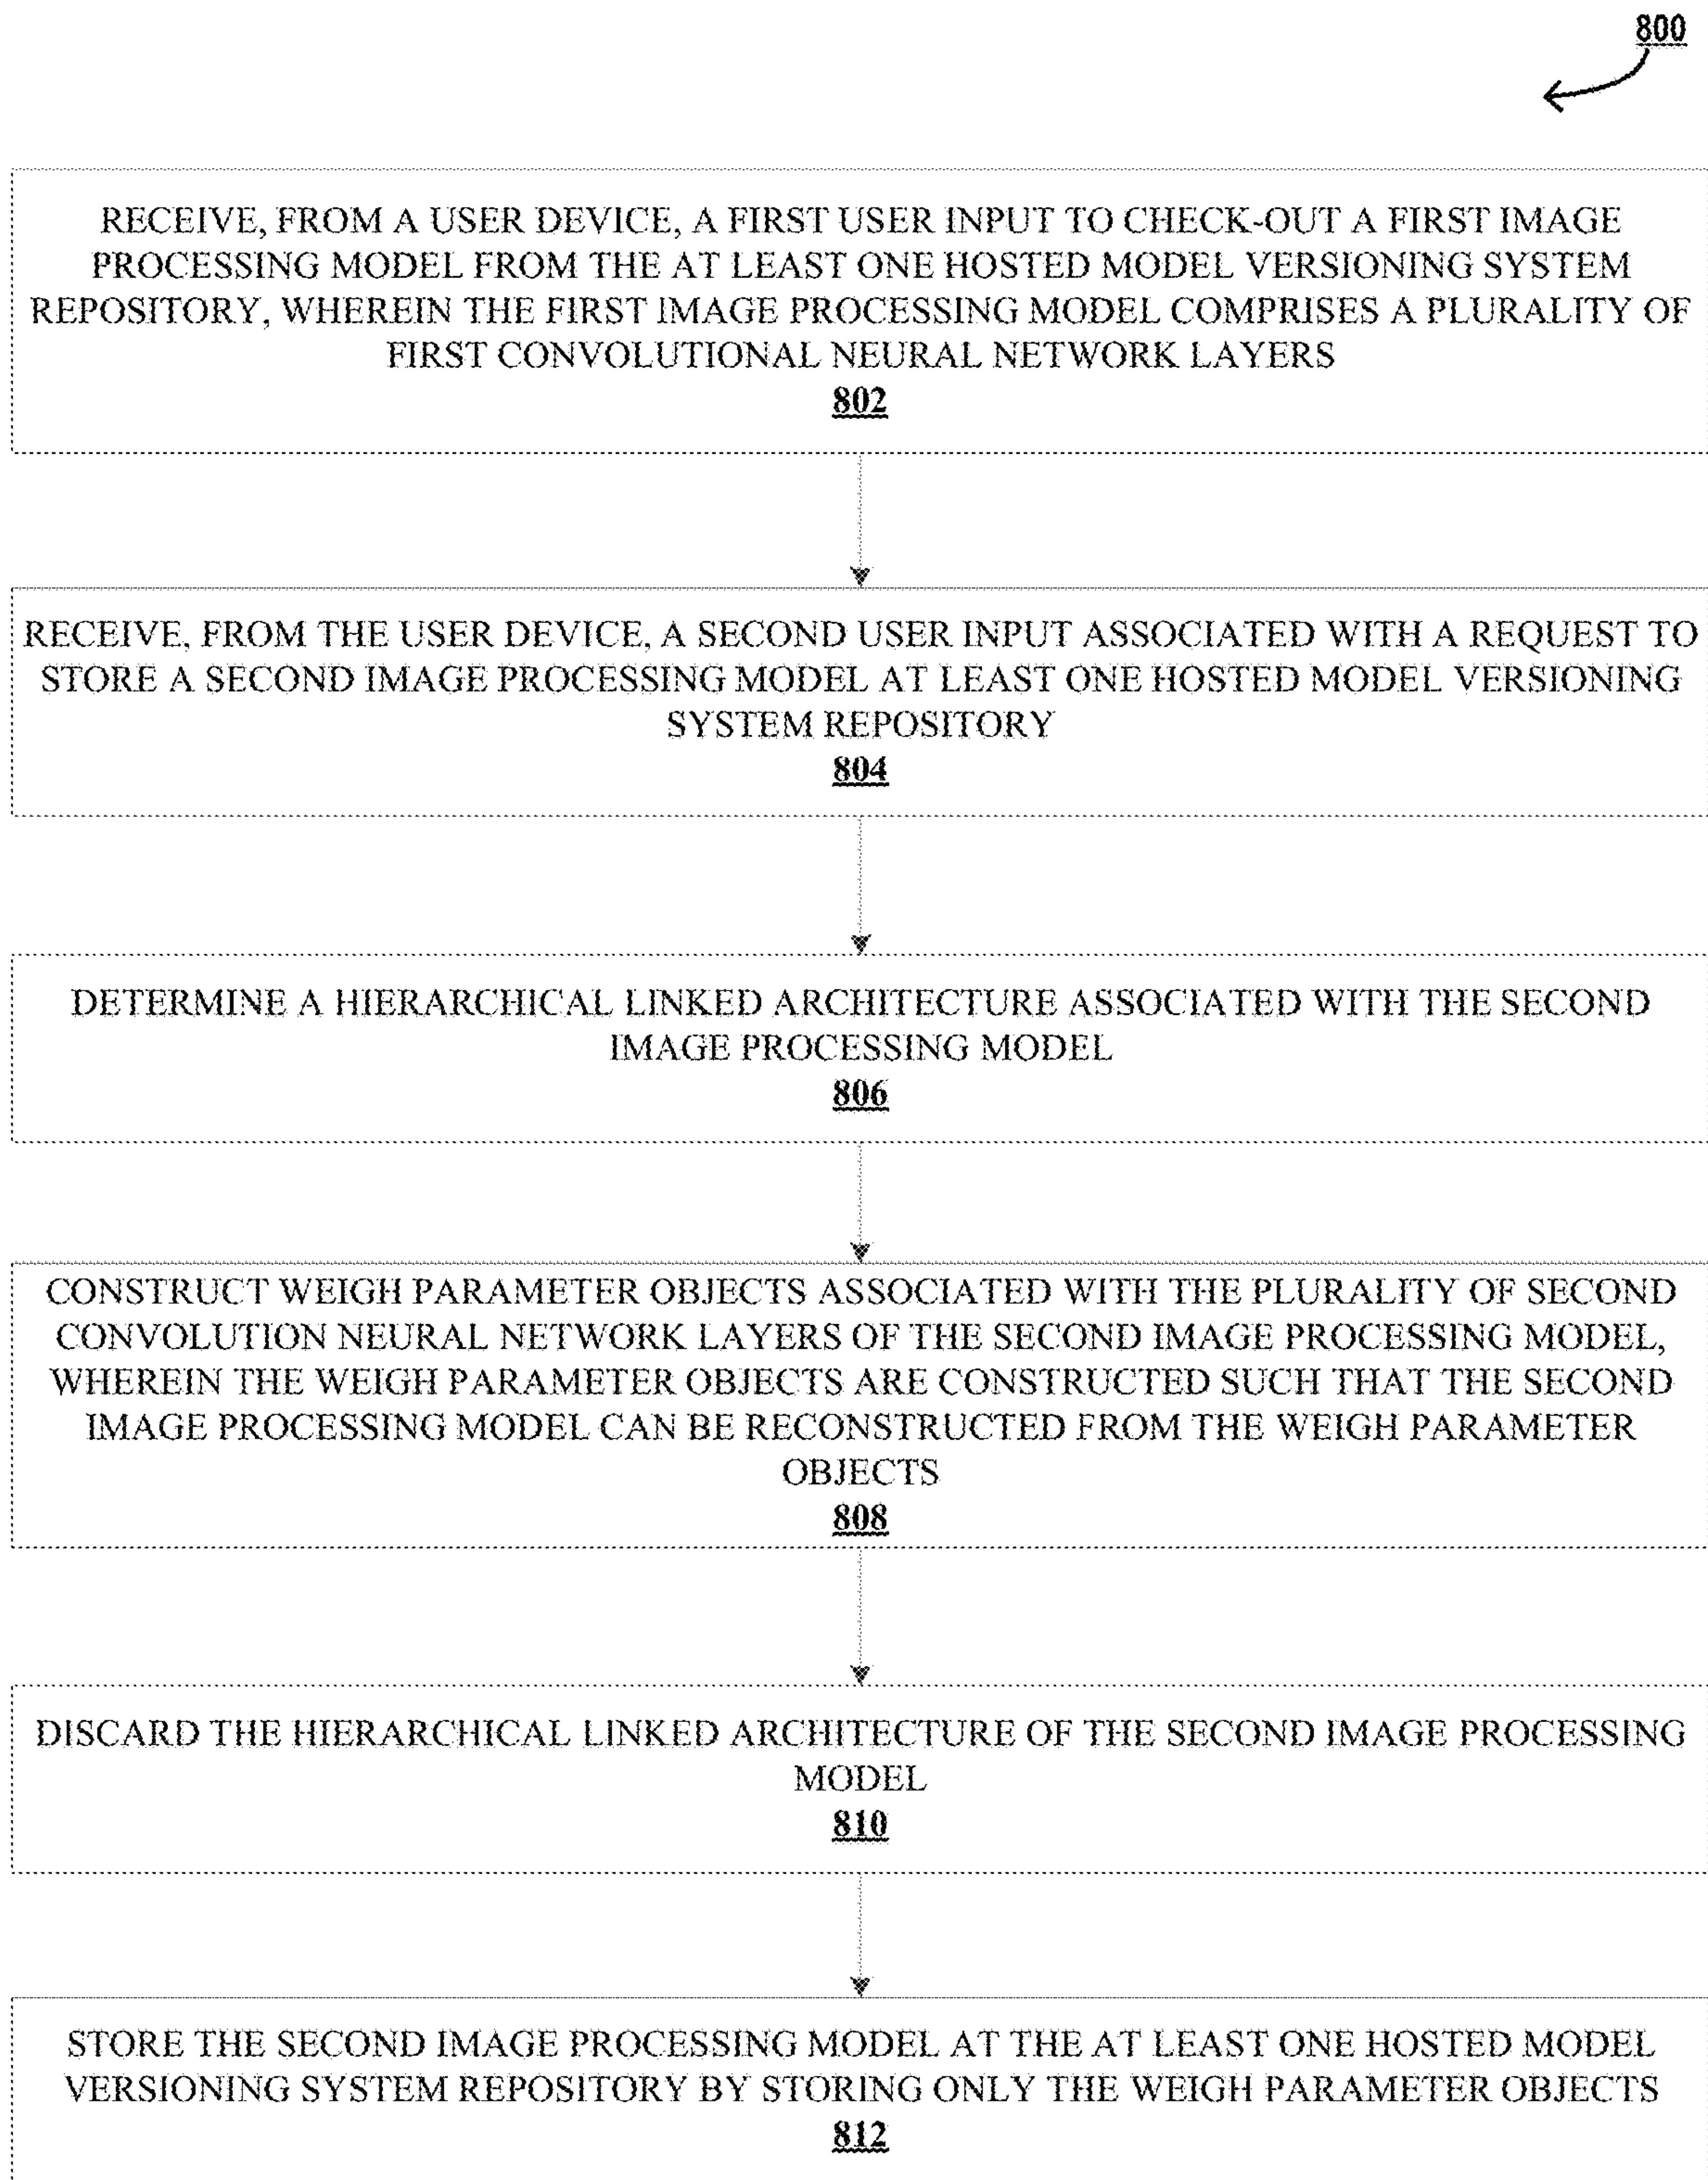 800
RECEIVE, FROM A USER DEVICE, A FIRST USER INPUT TO CHECK-OUT A FIRST IMAGE
PROCESSING MODEL FROM THE AT LEAST ONE HOSTED MODEL VERSIONING SYSTEM
REPOSITORY, WHEREIN THE FIRST IMAGE PROCESSING MODEL COMPRISES A PLURALITY OF
FIRST CONVOLUTIONAL NEURAL NETWORK LAYERS
802
RECEIVE, FROM THE USER DEVICE, A SECOND USER INPUT ASSOCIATED WITH A REQUEST TO
STORE A SECOND IMAGE PROCESSING MODEL AT LEAST ONE HOSTED MODEL VERSIONING
SYSTEM REPOSITORY
804
DETERMINE A HIERARCHICAL LINKED ARCHITECTURE ASSOCIATED WITH THE SECOND
IMAGE PROCESSING MODEL
806
CONSTRUCT WEIGH PARAMETER OBJECTS ASSOCIATED WITH THE PLURALITY OF SECOND
CONVOLUTION NEURAL NETWORK LAYERS OF THE SECOND IMAGE PROCESSING MODEL,
WHEREIN THE WEIGH PARAMETER OBJECTS ARE CONSTRUCTED SUCH THAT THE SECOND
IMAGE PROCESSING MODEL CAN BE RECONSTRUCTED FROM THE WEIGH PARAMETER
OBJECTS
808
DISCARD THE HIERARCHICAL LINKED ARCHITECTURE OF THE SECOND IMAGE PROCESSING
MODEL
810
STORE THE SECOND IMAGE PROCESSING MODEL AT THE AT LEAST ONE HOSTED MODEL
VERSIONING SYSTEM REPOSITORY BY STORING ONLY THE WEIGH PARAMETER OBJECTS
812